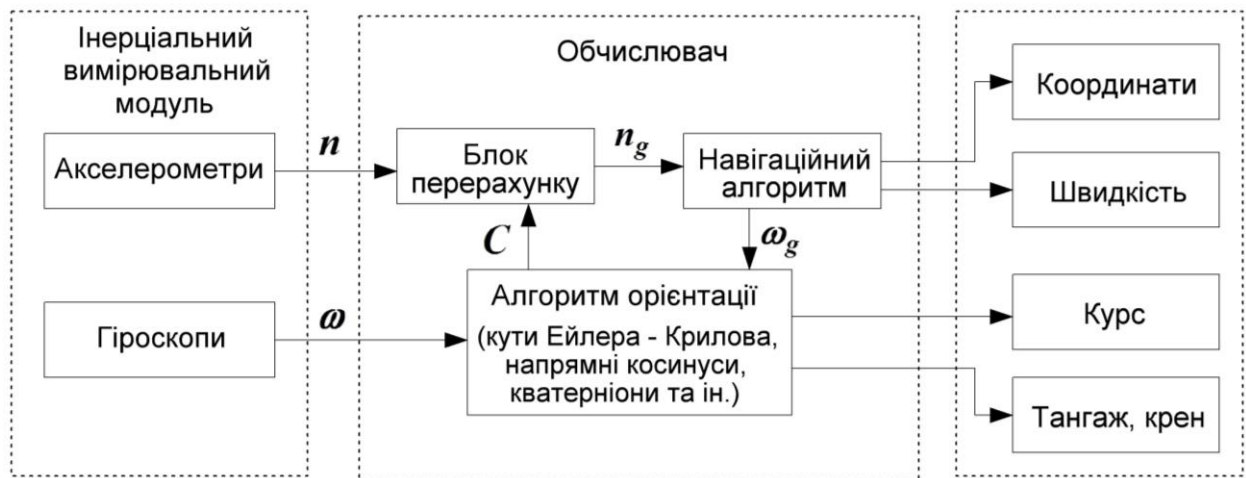 Інерціальний
вимірювальний
модуль
Акселерометри
Гіроскопи
n
ω
Обчислювач
Блок
перерахунку
n_g
Навігаційний
алгоритм
C
ω_g
Алгоритм орієнтації
(кути Ейлера - Крилова,
напрямні косинуси,
кватерніони та ін.)
Координати
Швидкість
Курс
Тангаж, крен